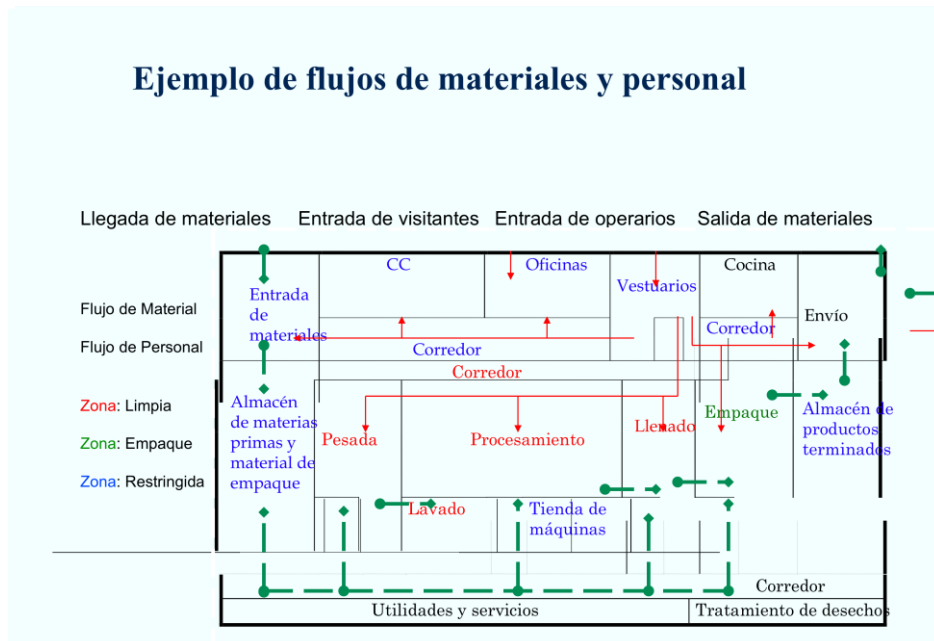 Ejemplo de flujos de materiales y personal
Llegada de materiales
Entrada de visitantes
Entrada de operarios
Salida de materiales
CC
Oficinas
Cocina
Vestuarios
Entrada
de
materiales
Flujo de Material
Envío
Corredor
Flujo de Personal
Corredor
Corredor
Zona: Limpia
Almacén
de materias
primas y
material de
empaque
Empaque
Almacén de
productos
terminados
Llenado
Pesada
Procesamiento
Zona: Empaque
Zona: Restringida
Lavado
Tienda de
máquinas
Corredor
Utilidades y servicios
Tratamiento de desechos